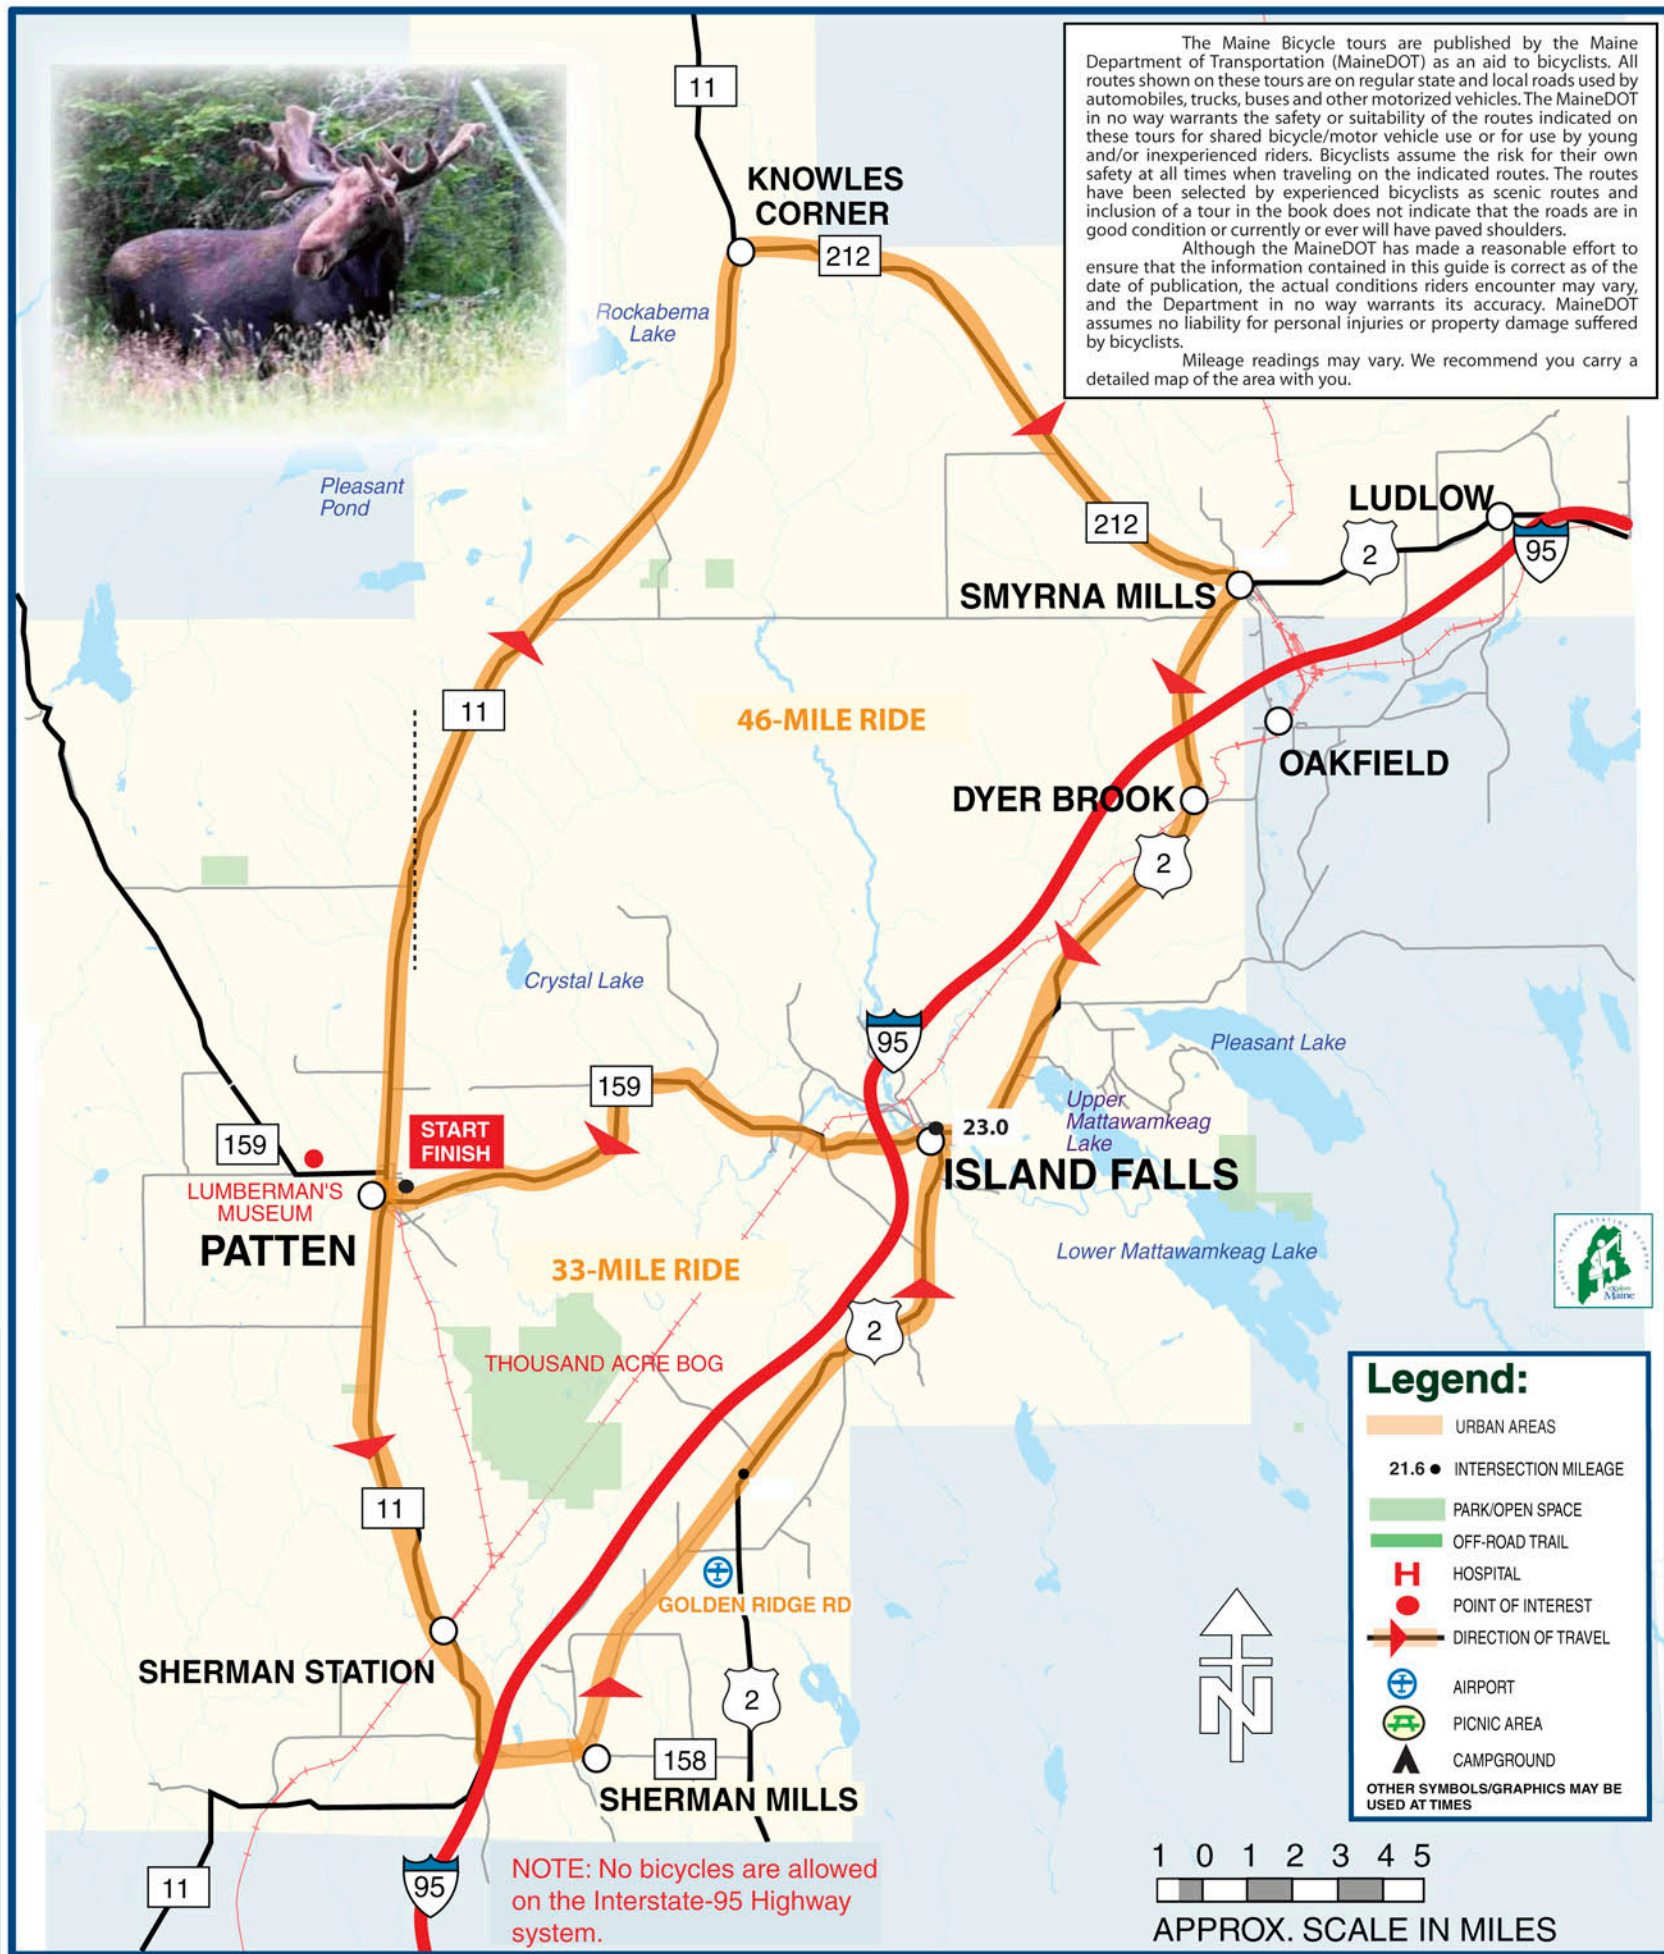 The Maine Bicycle tours are published by the Maine
Department of Transportation (MaineDOT) as an aid to bicyclists. All
routes shown on these tours are on regular state and local roads used by
automobiles, trucks, buses and other motorized vehicles. The MaineDOT
in no way warrants the safety or suitability of the routes indicated on
these tours for shared bicycle/motor vehicle use or for use by young
and/or inexperienced riders. Bicyclists assume the risk for their own
safety at all times when traveling on the indicated routes. The routes
have been selected by experienced bicyclists as scenic routes and
inclusion of a tour in the book does not indicate that the roads are in
good condition or currently or ever will have paved shoulders.
Although the MaineDOT has made a reasonable effort to
ensure that the information contained in this guide is correct as of the
date of publication, the actual conditions riders encounter may vary,
and the Department in no way warrants its accuracy. MaineDOT
assumes no liability for personal injuries or property damage suffered
by bicyclists.
Mileage readings may vary. We recommend you carry a
detailed map of the area with you.
11
KNOWLES
CORNER
212
Rockabema
Lake
Pleasant
Pond
212
LUDLOW
2
95
SMYRNA MILLS
11
46-MILE RIDE
OAKFIELD
DYER BROOK
2
Crystal Lake
95
Pleasant Lake
159
Upper
Mattawamkeag
Lake
23.0
START
FINISH
159
ISLAND FALLS
LUMBERMAN'S
MUSEUM
PATTEN
33-MILE RIDE
Lower Mattawamkeag Lake
2
THOUSAND ACRE BOG
11
GOLDEN RIDGE RD
SHERMAN STATION
2
158
SHERMAN MILLS
11
95
NOTE: No bicycles are allowed
on the Interstate-95 Highway
system.
Maine
Legend:
URBAN AREAS
21.6 INTERSECTION MILEAGE
PARK/OPEN SPACE
OFF-ROAD TRAIL
H HOSPITAL
POINT OF INTEREST
DIRECTION OF TRAVEL
AIRPORT
PICNIC AREA
CAMPGROUND
OTHER SYMBOLS/GRAPHICS MAY BE
USED AT TIMES
N
1 0 1 2 3 4 5
APPROX. SCALE IN MILES